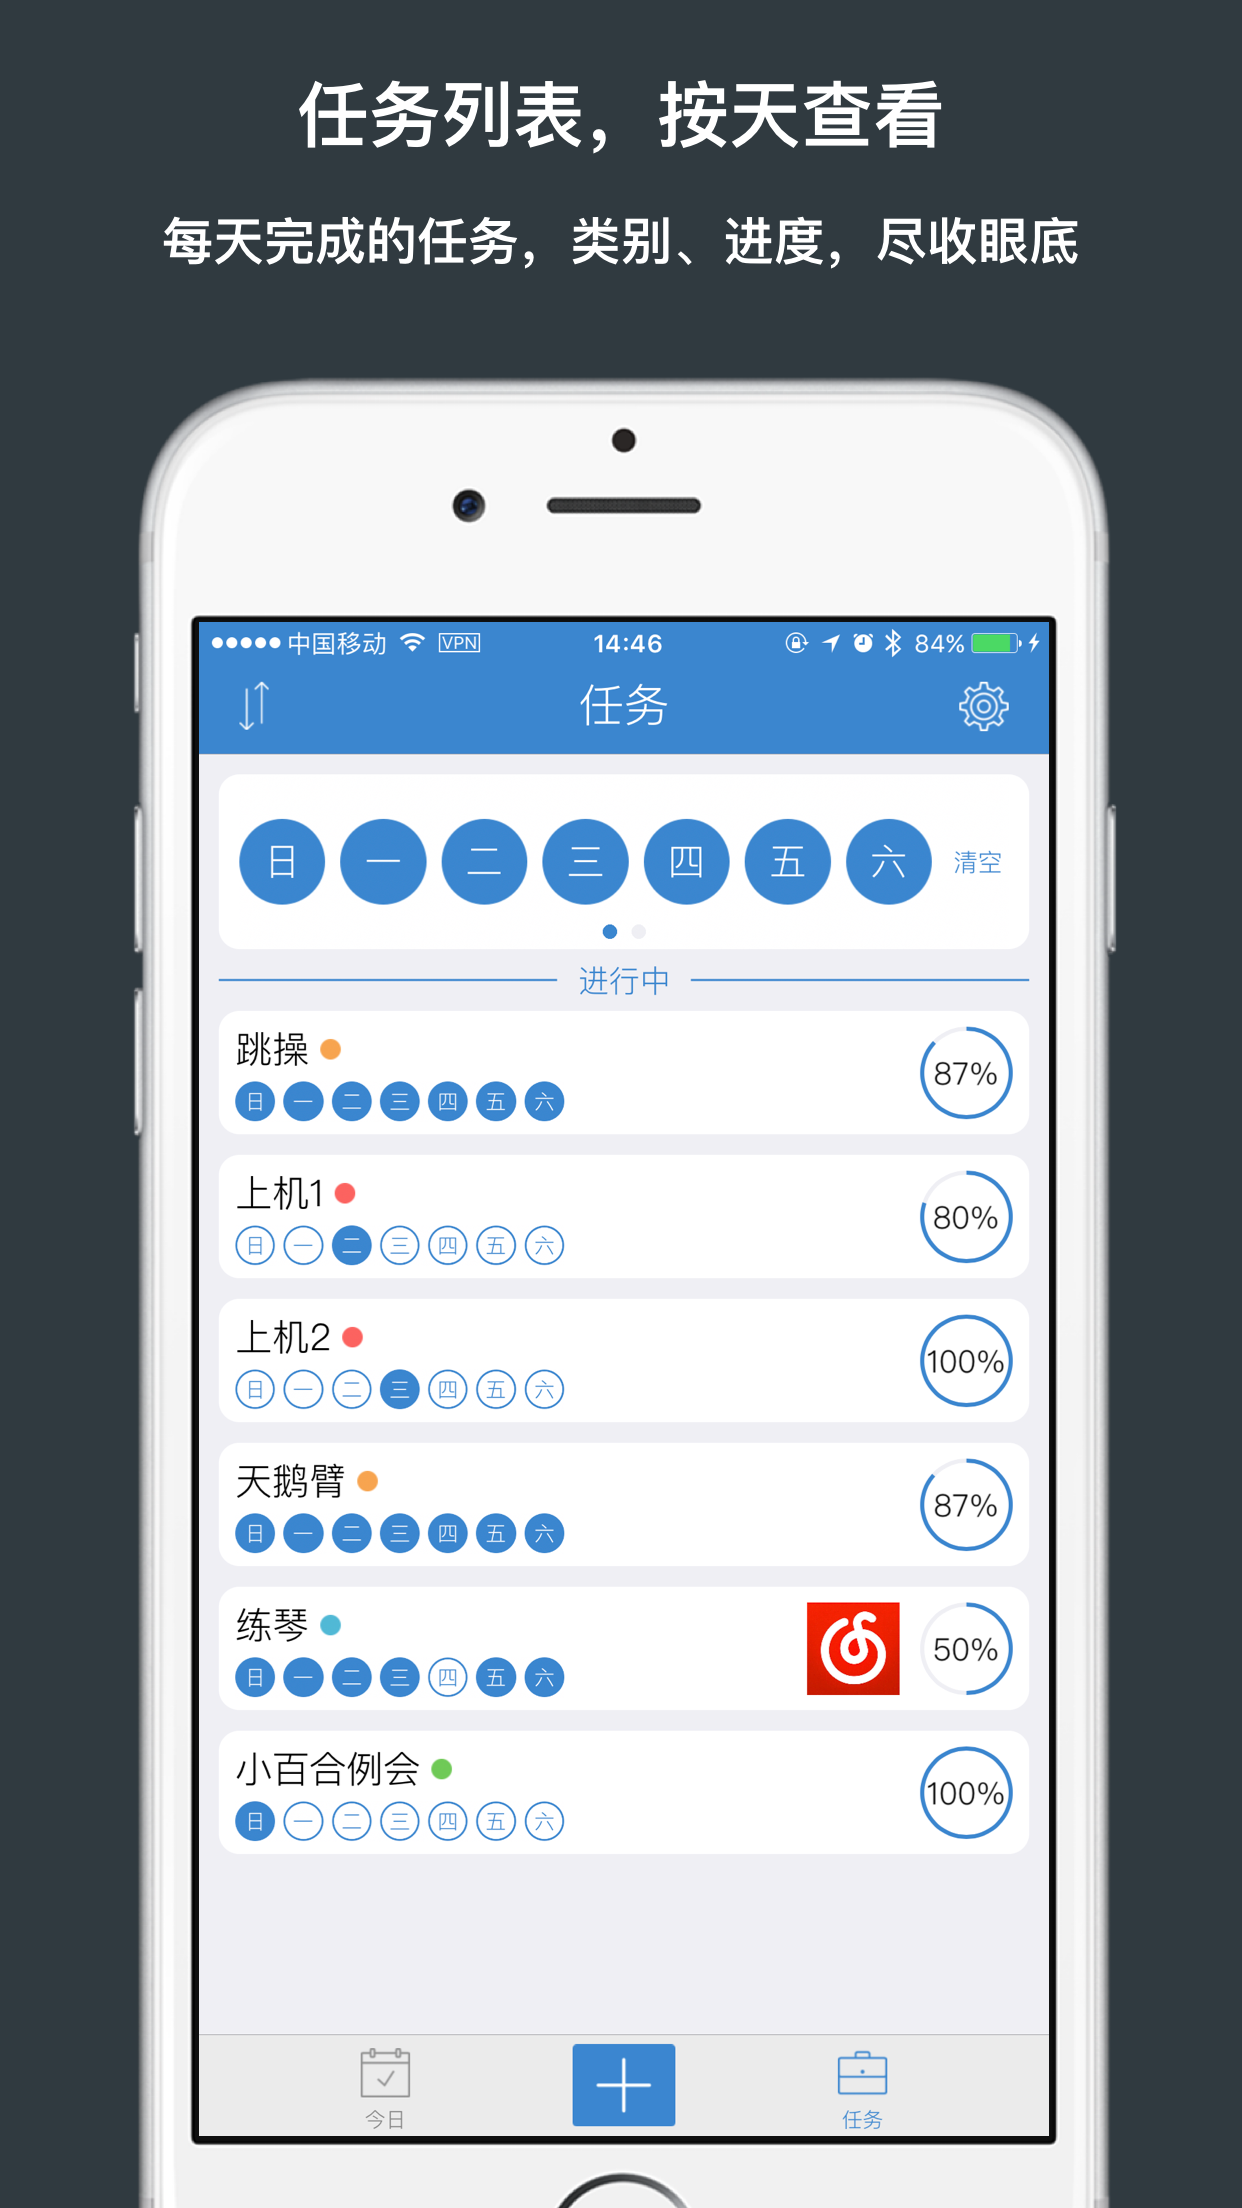 任务列表，按天查看
每天完成的任务，类别、进度，尽收眼底
中国移动 VPN 14:46 84%
任务
日 一 二 三 四 五 六 清空
进行中
跳操
日 一 二 三 四 五 六
87%
上机1
日 一 二 三 四 五 六
80%
上机2
日 一 二 三 四 五 六
100%
天鹅臂
日 一 二 三 四 五 六
87%
练琴
日 一 二 三 四 五 六
50%
小百合例会
日 一 二 三 四 五 六
100%
今日 任务